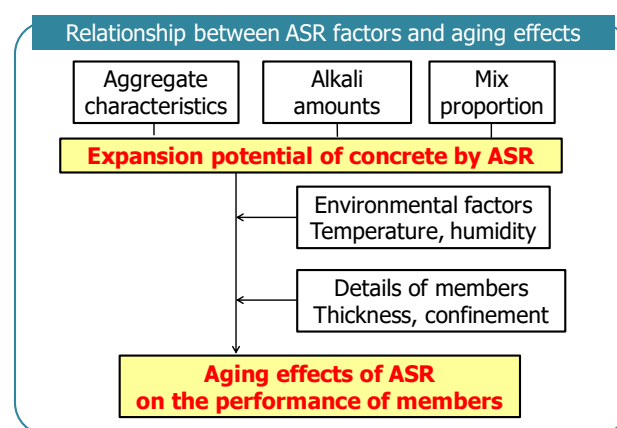 Relationship between ASR factors and aging effects
Aggregate
characteristics
Alkali
amounts
Mix
proportion
Expansion potential of concrete by ASR
Environmental factors
Temperature, humidity
Details of members
Thickness, confinement
Aging effects of ASR
on the performance of members